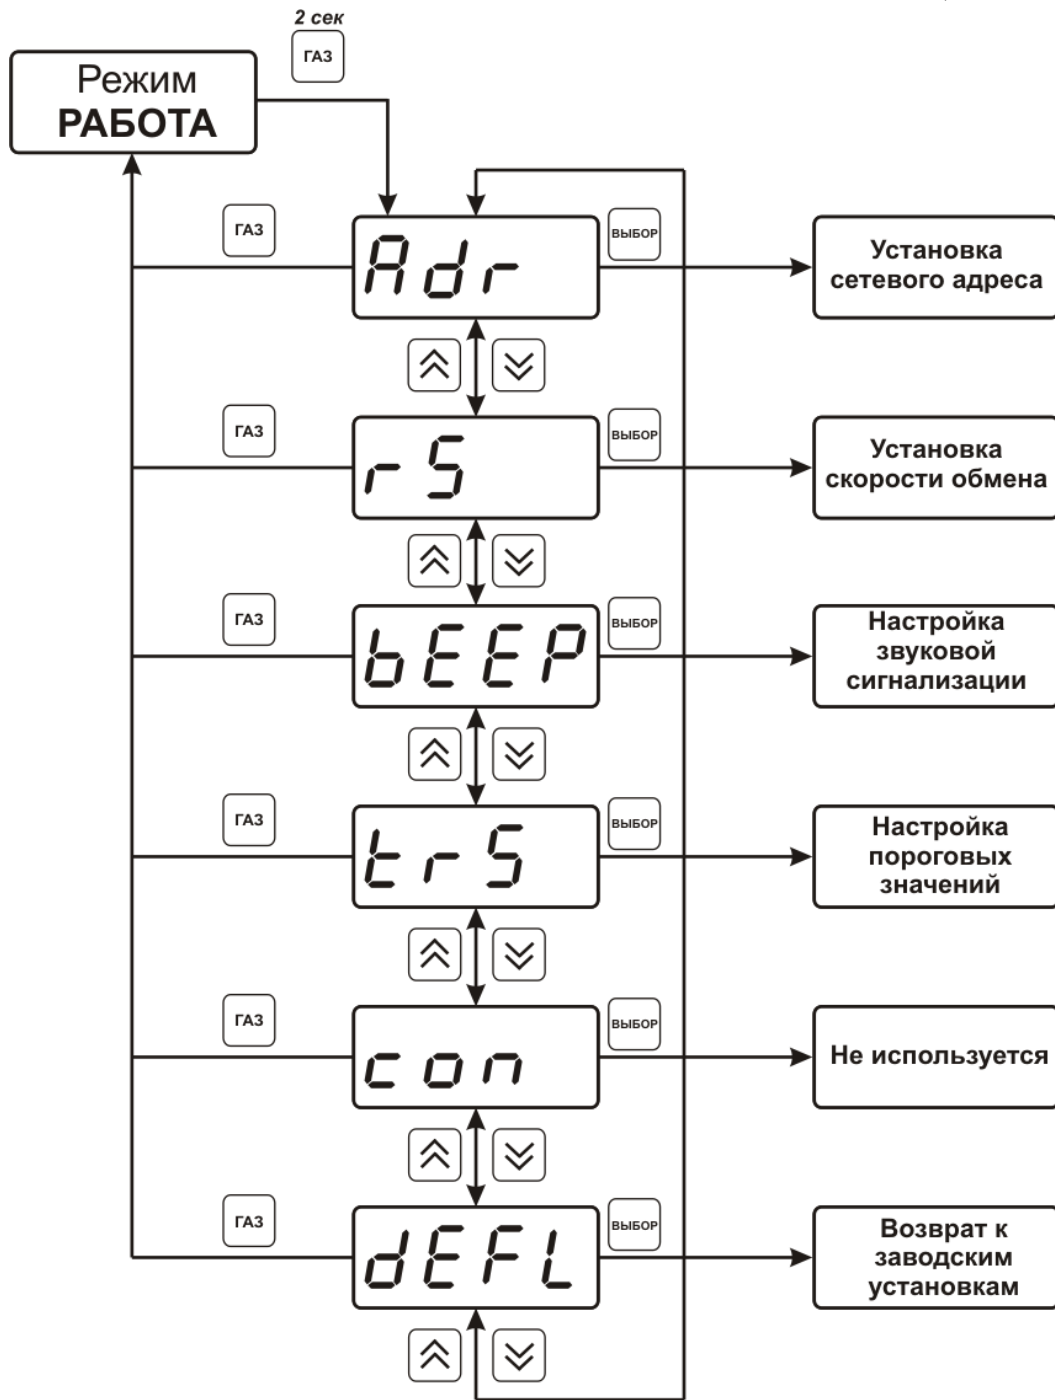 2 сек
ГАЗ
Режим
РАБОТА
ГАЗ
Adr
ВЫБОР
Установка
сетевого адреса
ГАЗ
rS
ВЫБОР
Установка
скорости обмена
ГАЗ
bEEP
ВЫБОР
Настройка
звуковой
сигнализации
ГАЗ
trS
ВЫБОР
Настройка
пороговых
значений
ГАЗ
con
ВЫБОР
Не используется
ГАЗ
dEFL
ВЫБОР
Возврат к
заводским
установкам